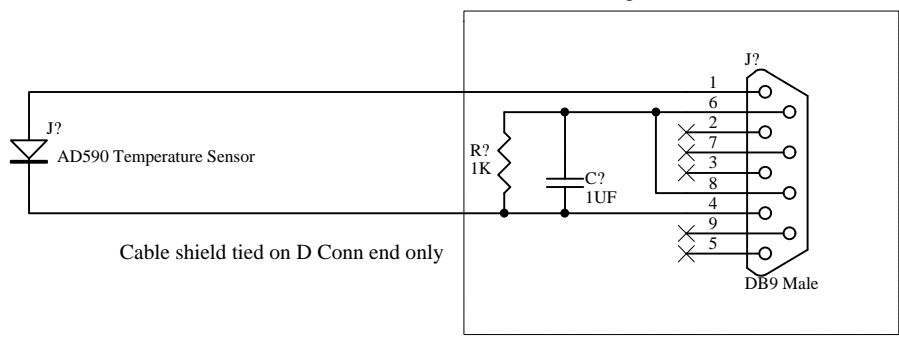 J?
1
6
J?
2
AD590 Temperature Sensor
7
R?
1K
3
C?
1UF
8
4
9
Cable shield tied on D Conn end only
5
DB9 Male